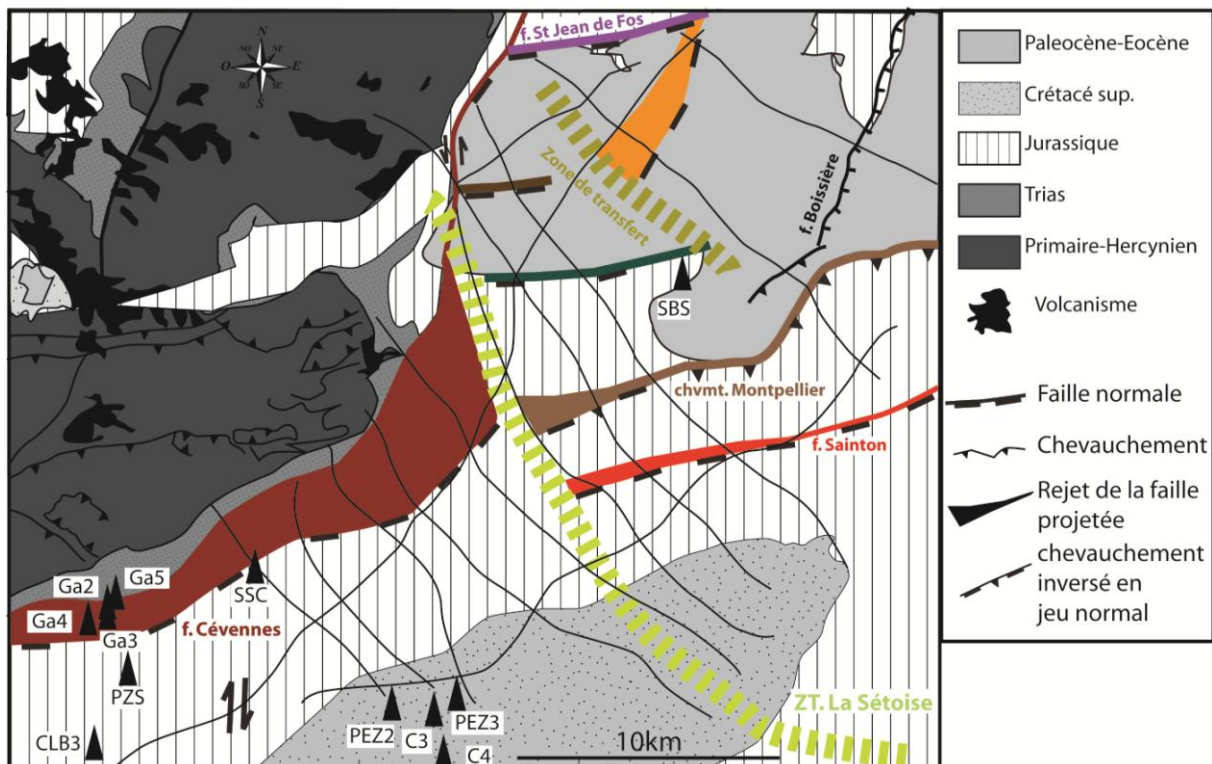 f. St Jean de Fos
N
NO
NE
O
E
SO
SE
S
Zone de transfert
f. Boissière
SBS
chvmt. Montpellier
f. Sainton
Ga2
Ga5
Ga4
Ga3
SSC
f. Cévennes
PZS
CLB3
PEZ2
C3
PEZ3
C4
10km
ZT. La Sétoise
Paleocène-Eocène
Crétacé sup.
Jurassique
Trias
Primaire-Hercynien
Volcanisme
Faille normale
Chevauchement
Rejet de la faille
projetée
chevauchement
inversé en
jeu normal